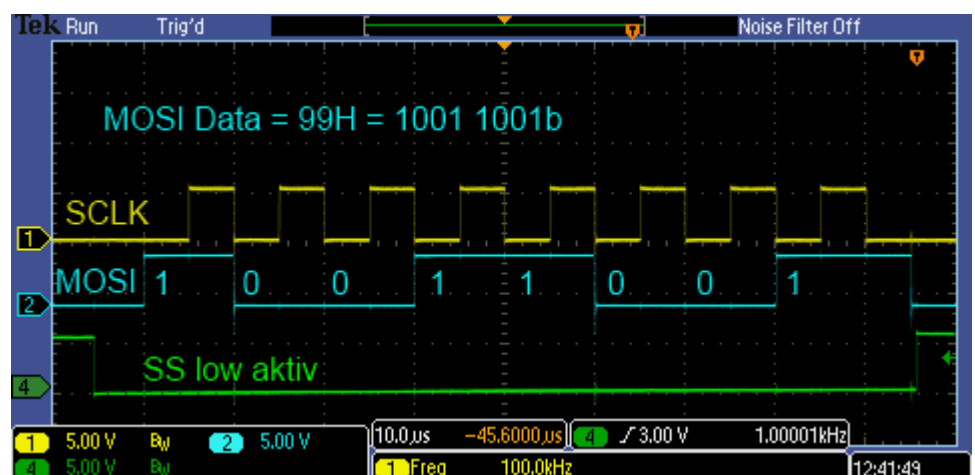 Tek Run Trig'd Noise Filter Off
MOSI Data = 99H = 1001 1001b
SCLK
1
MOSI 1 0 0 1 1 0 0 1
2
SS low aktiv
4
1 5.00 V BW 2 5.00 V 10.0µs -45.6000µs 4 / 3.00 V 1.00001kHz
4 5.00 V BW 1 Freq 100.0kHz 12:41:49